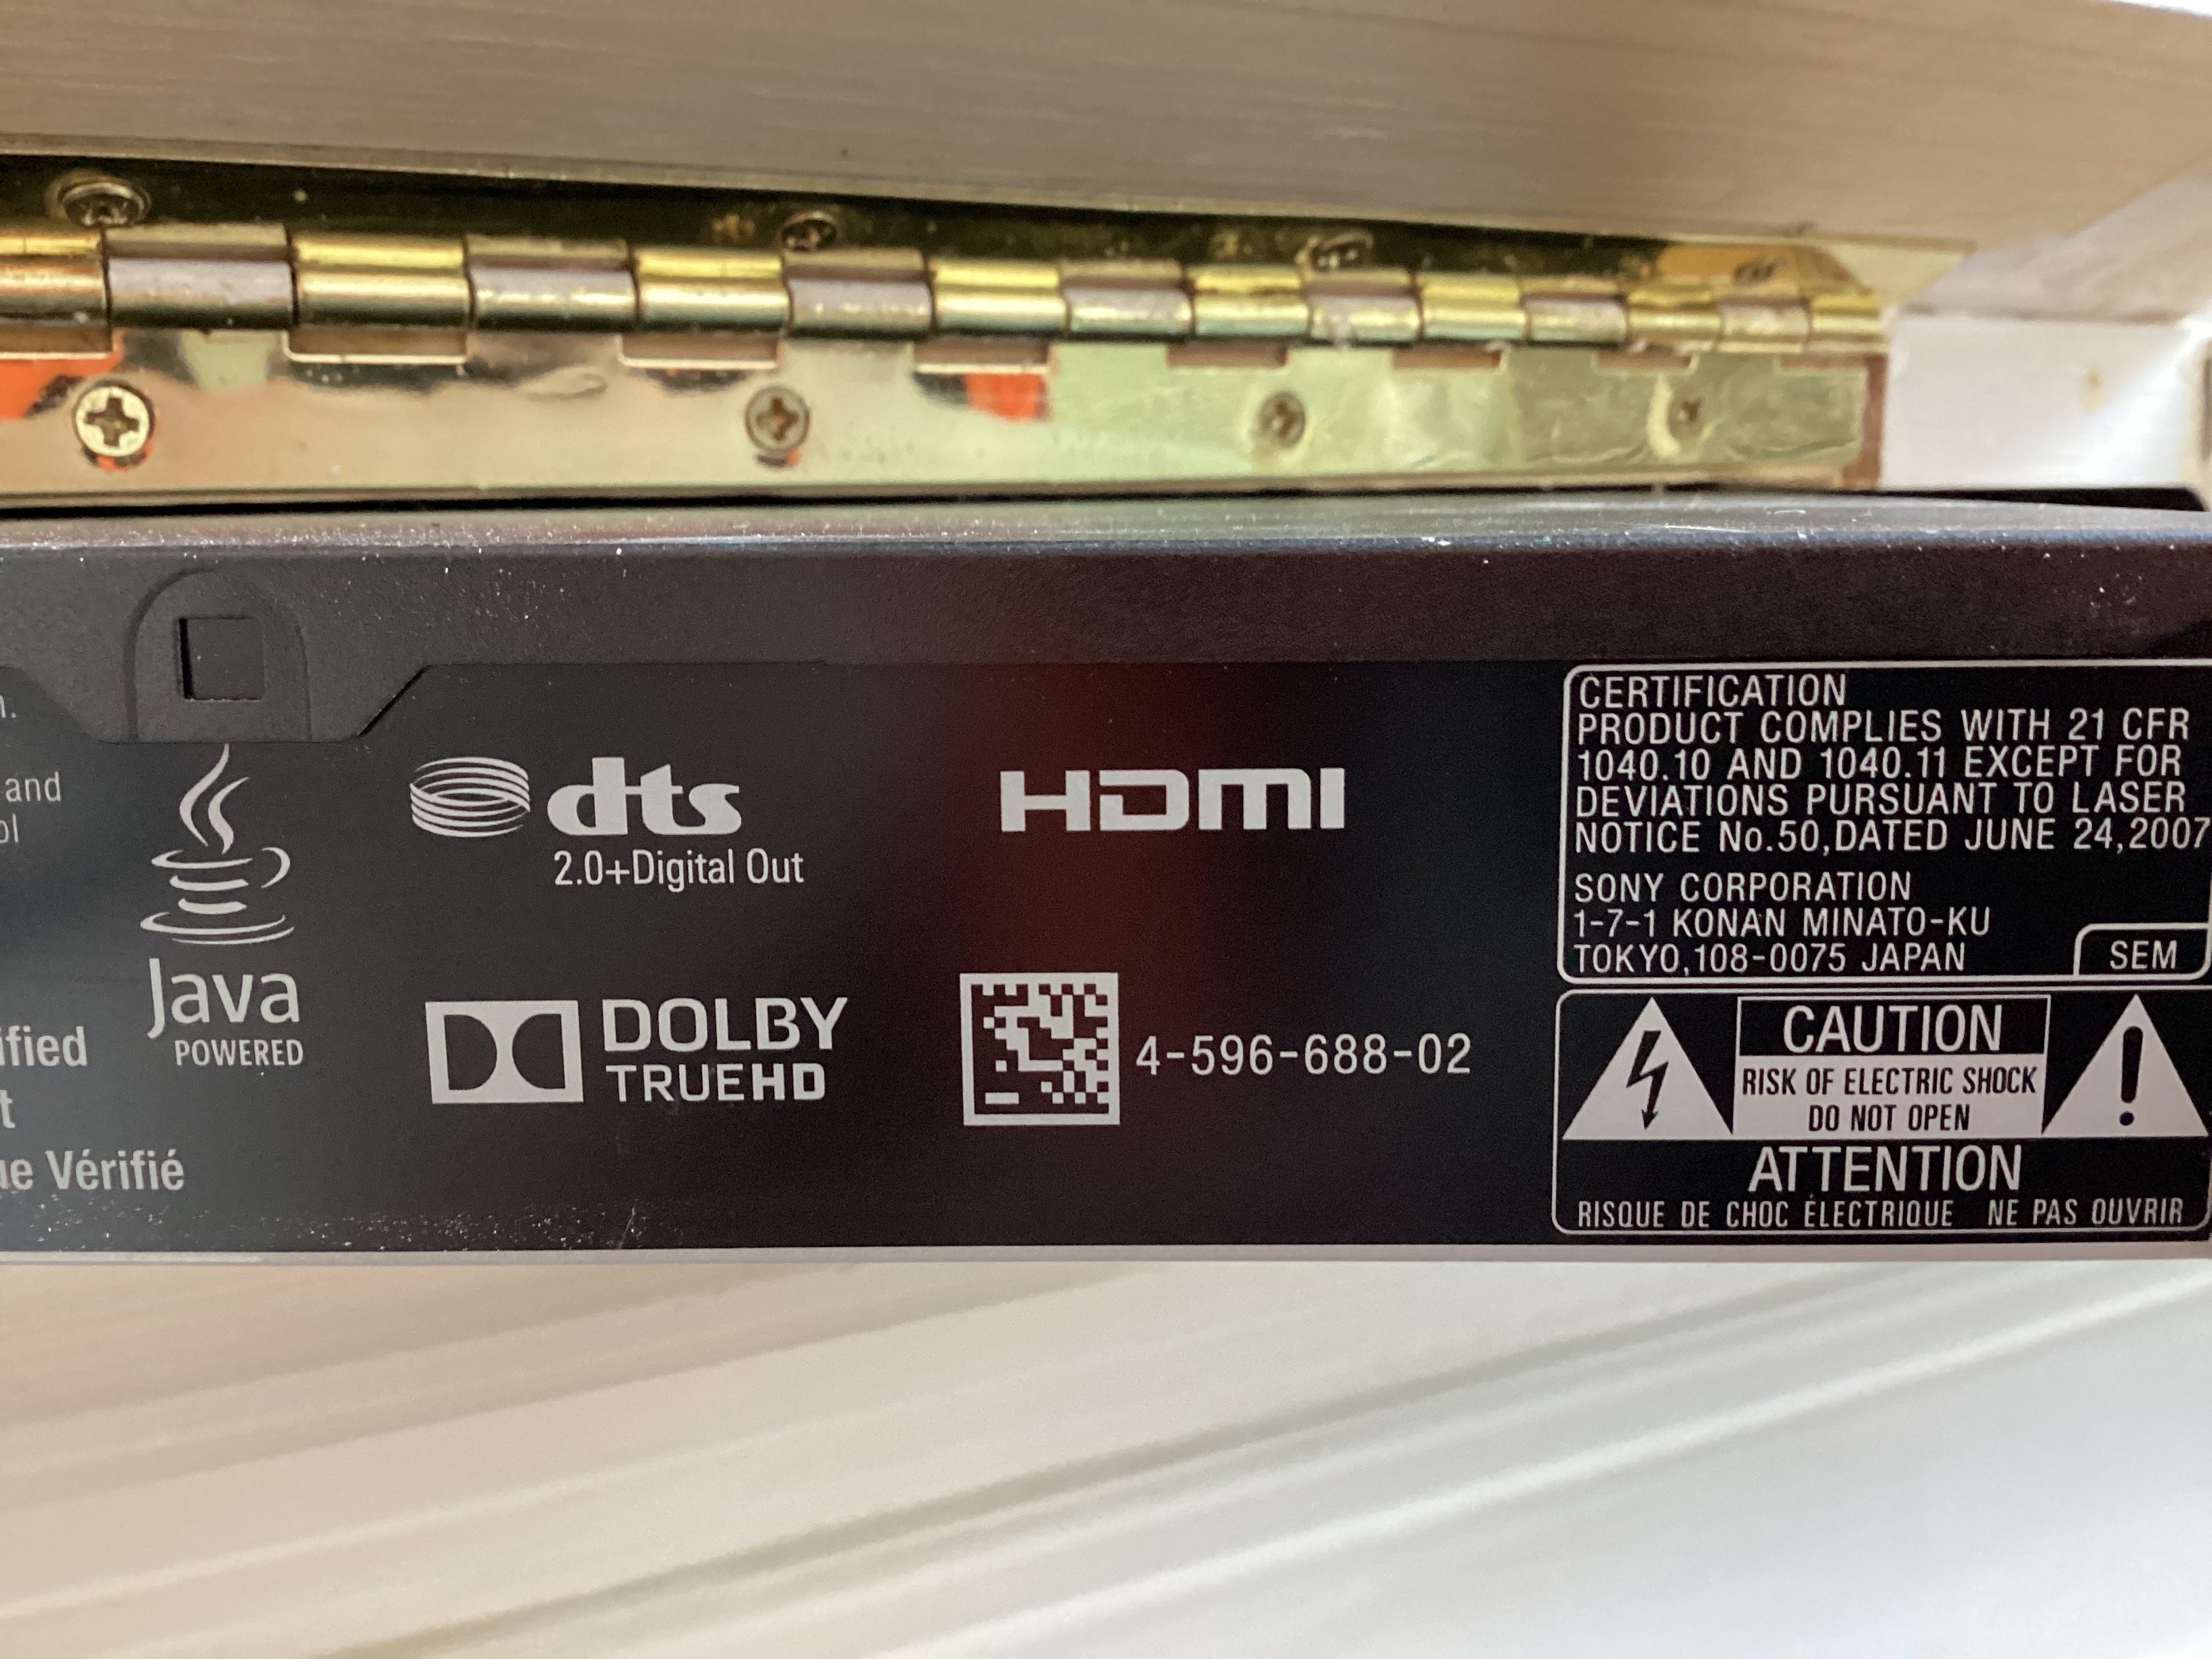 and
Java
POWERED
ified
t
ue Vérifié
dts
2.0+Digital Out
DOLBY
TRUEHD
HDMI
4-596-688-02
CERTIFICATION
PRODUCT COMPLIES WITH 21 CFR
1040.10 AND 1040.11 EXCEPT FOR
DEVIATIONS PURSUANT TO LASER
NOTICE No.50,DATED JUNE 24,2007
SONY CORPORATION
1-7-1 KONAN MINATO-KU
TOKYO,108-0075 JAPAN
SEM
CAUTION
RISK OF ELECTRIC SHOCK
DO NOT OPEN
ATTENTION
RISQUE DE CHOC ÉLECTRIQUE NE PAS OUVRIR